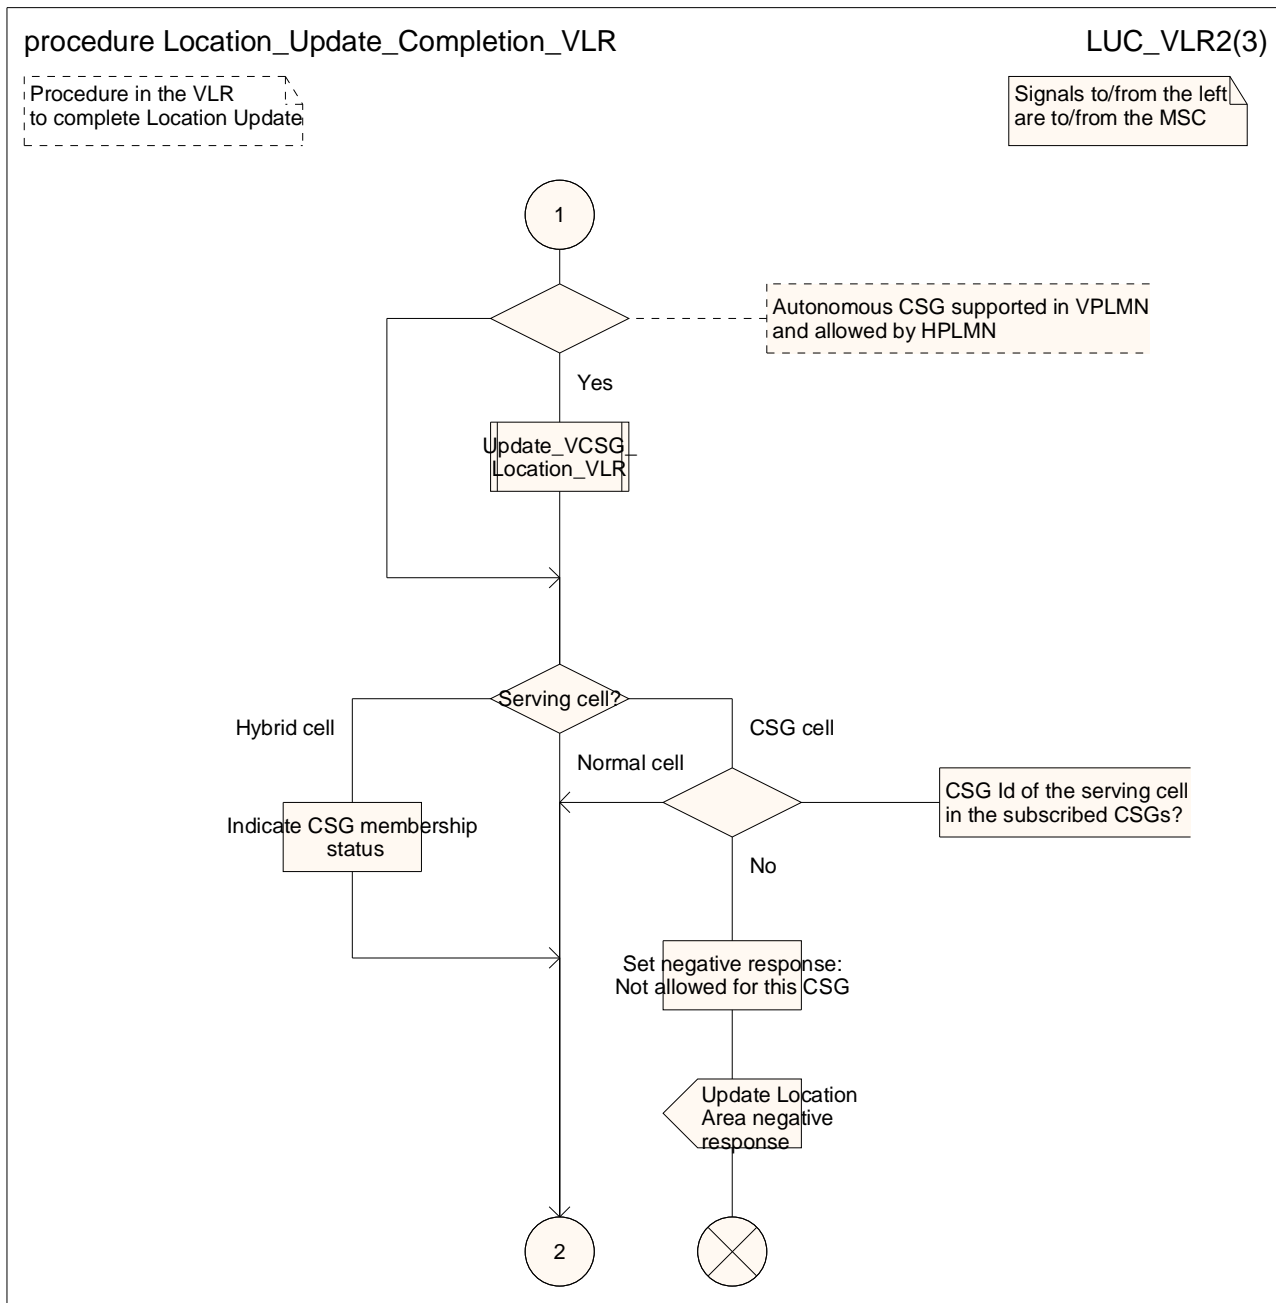 procedure Location_Update_Completion_VLR
LUC_VLR2(3)
Procedure in the VLR
to complete Location Update
Signals to/from the left
are to/from the MSC
1
Autonomous CSG supported in VPLMN
and allowed by HPLMN
Yes
Update_VCSG_
Location_VLR
Serving cell?
Hybrid cell
CSG cell
Normal cell
CSG Id of the serving cell
in the subscribed CSGs?
Indicate CSG membership
status
No
Set negative response:
Not allowed for this CSG
Update Location
Area negative
response
2